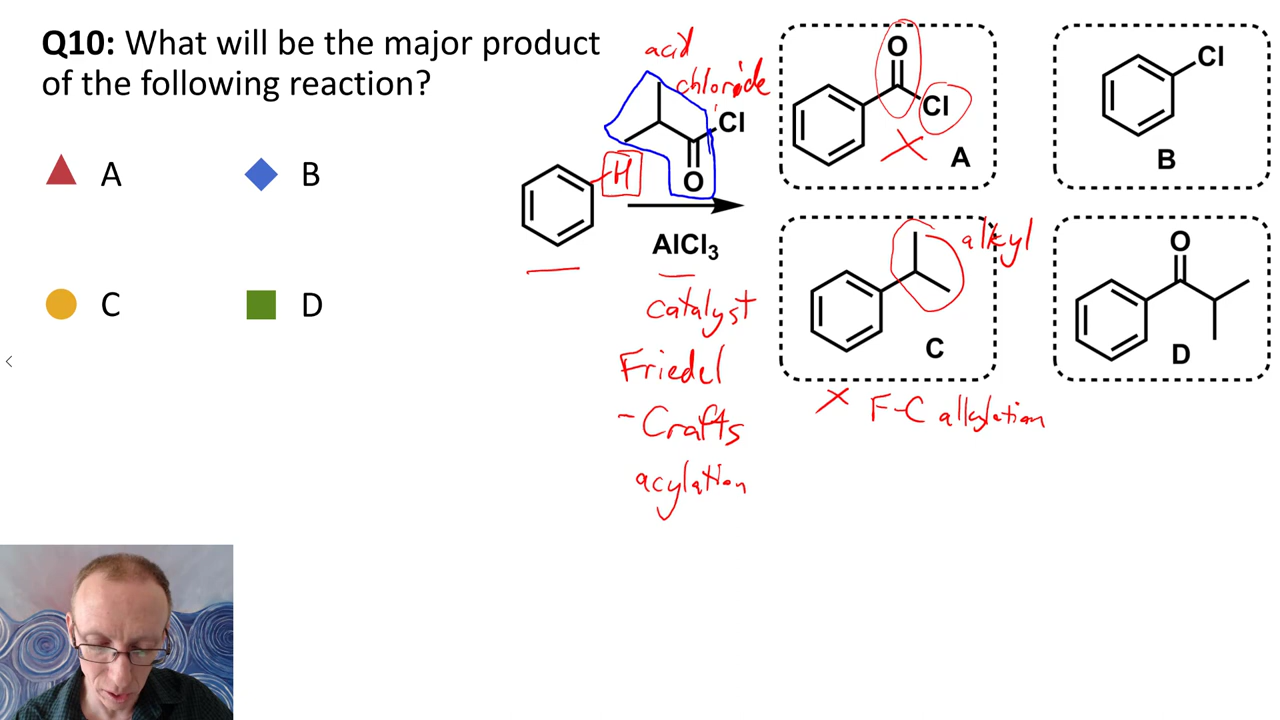 Q10: What will be the major product
of the following reaction?
A
B
C
D
acid
chloride
Cl
O
H
AlCl3
catalyst
Friedel
-Crafts
acylation
O
Cl
A
Cl
B
alkyl
C
X F-C alkylation
O
D